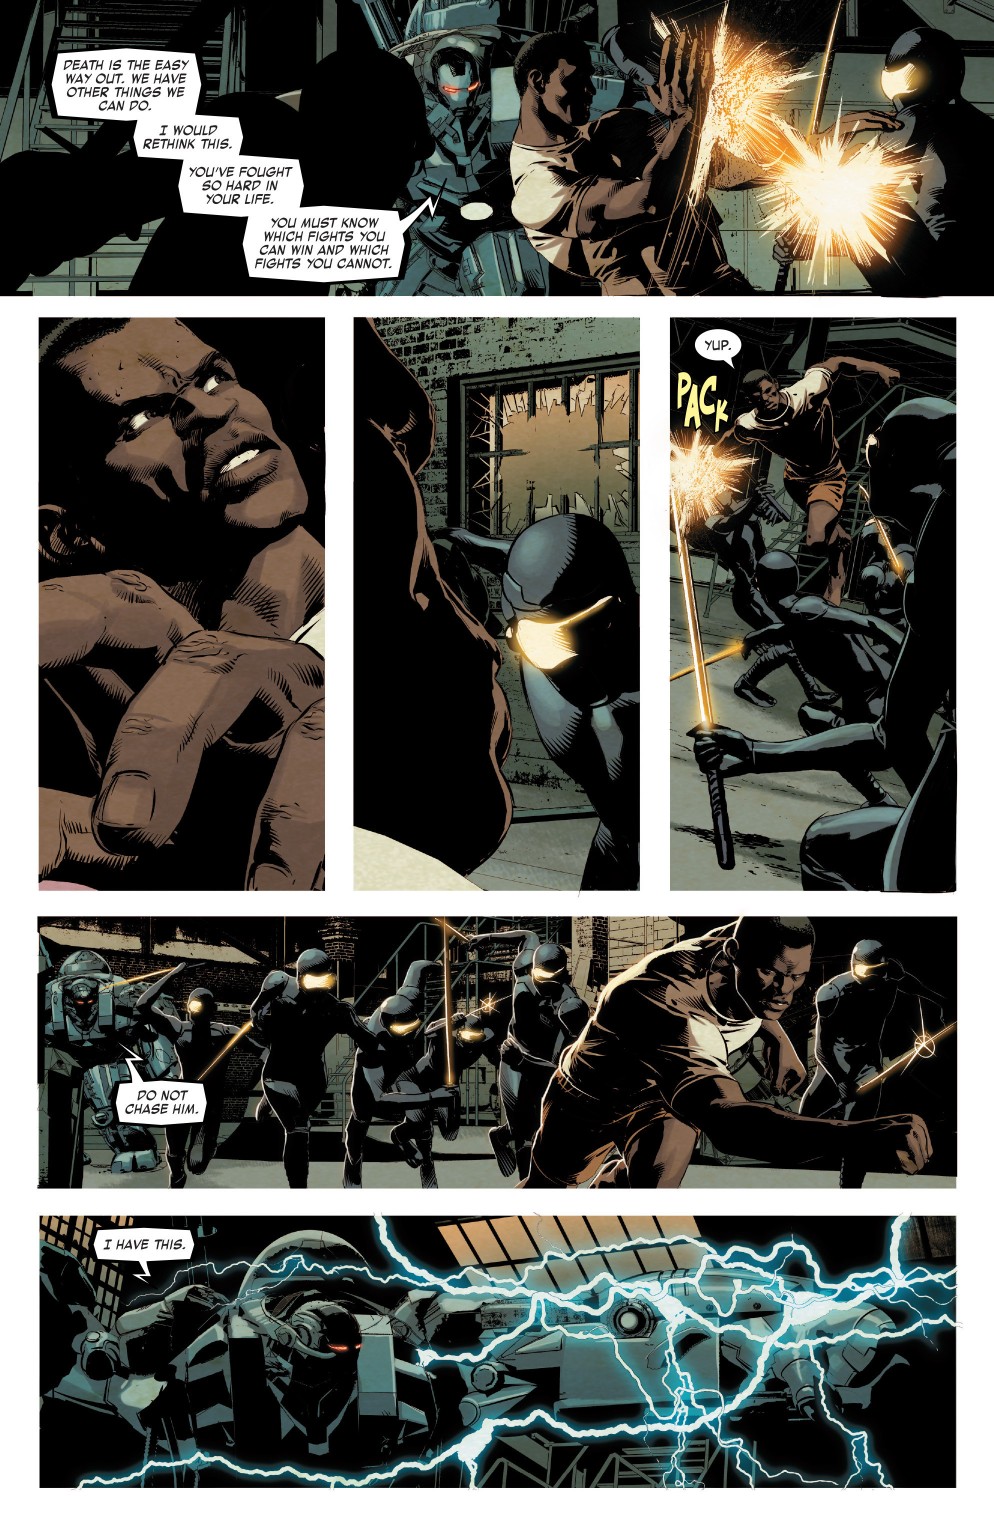 DEATH IS THE EASY
WAY OUT. WE HAVE
OTHER THINGS WE
CAN DO.
I WOULD
RETHINK THIS.
YOU'VE FOUGHT
SO HARD IN
YOUR LIFE.
YOU MUST KNOW
WHICH FIGHTS YOU
CAN WIN AND WHICH
FIGHTS YOU CANNOT.
YUP.
PACK
DO NOT
CHASE HIM.
I HAVE THIS.